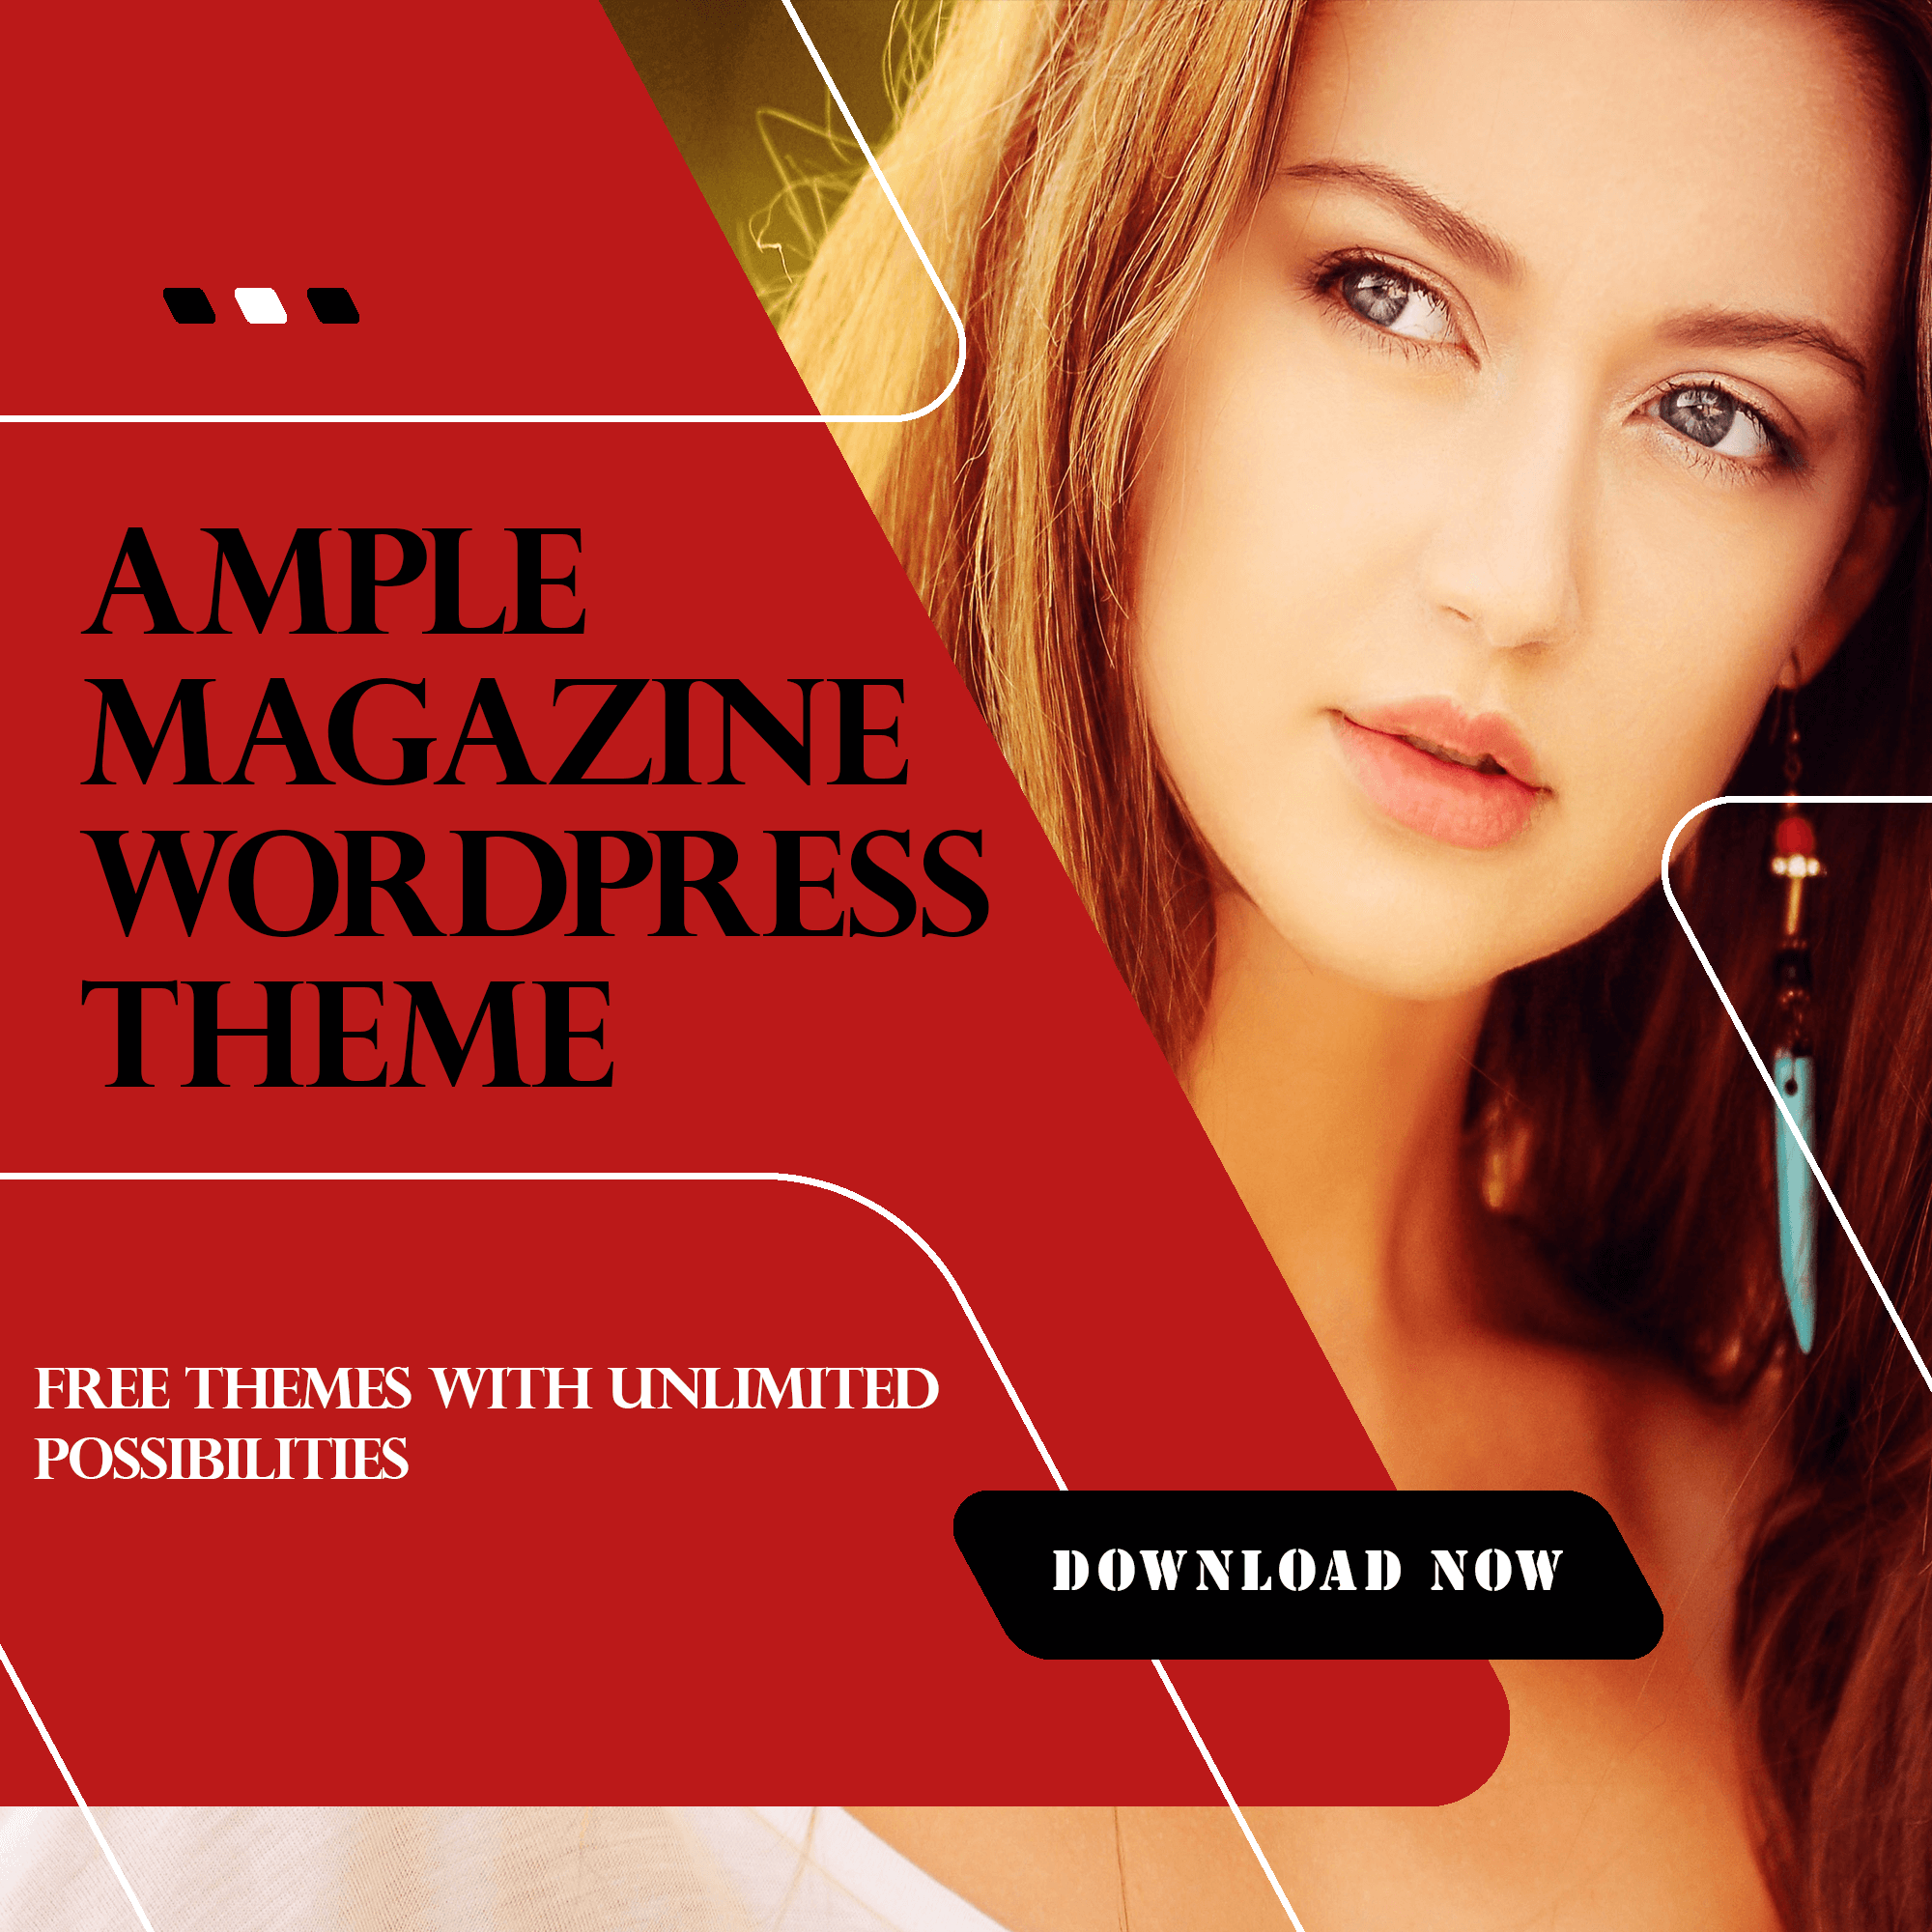 AMPLE
MAGAZINE
WORDPRESS
THEME
FREE THEMES WITH UNLIMITED
POSSIBILITIES
DOWNLOAD NOW